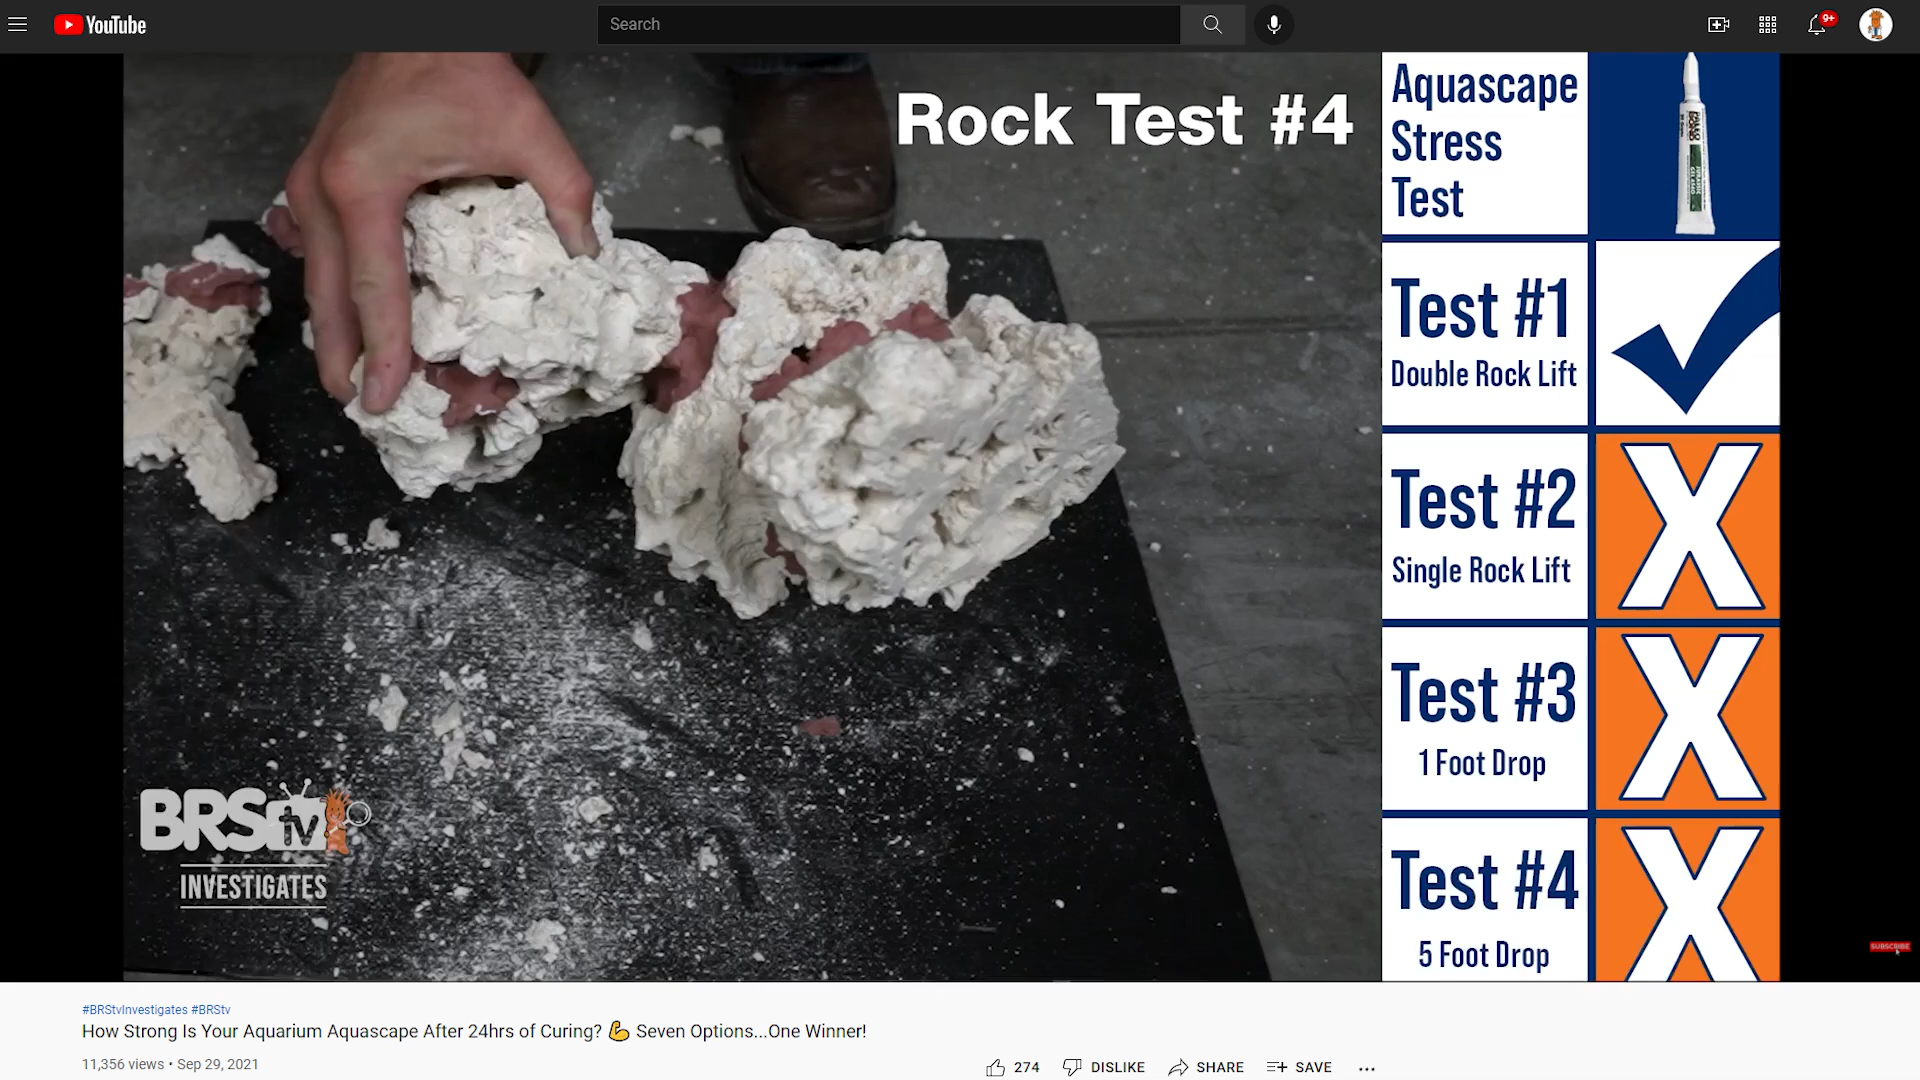 YouTube
Search
9+
Rock Test #4
Aquascape
Stress
Test
Test #1
Double Rock Lift
Test #2
Single Rock Lift
Test #3
1 Foot Drop
Test #4
5 Foot Drop
BRStv
INVESTIGATES
SUBSCRIBE
#BRStvInvestigates #BRStv
How Strong Is Your Aquarium Aquascape After 24hrs of Curing? 💪 Seven Options...One Winner!
11,356 views • Sep 29, 2021
274
DISLIKE
SHARE
SAVE
...